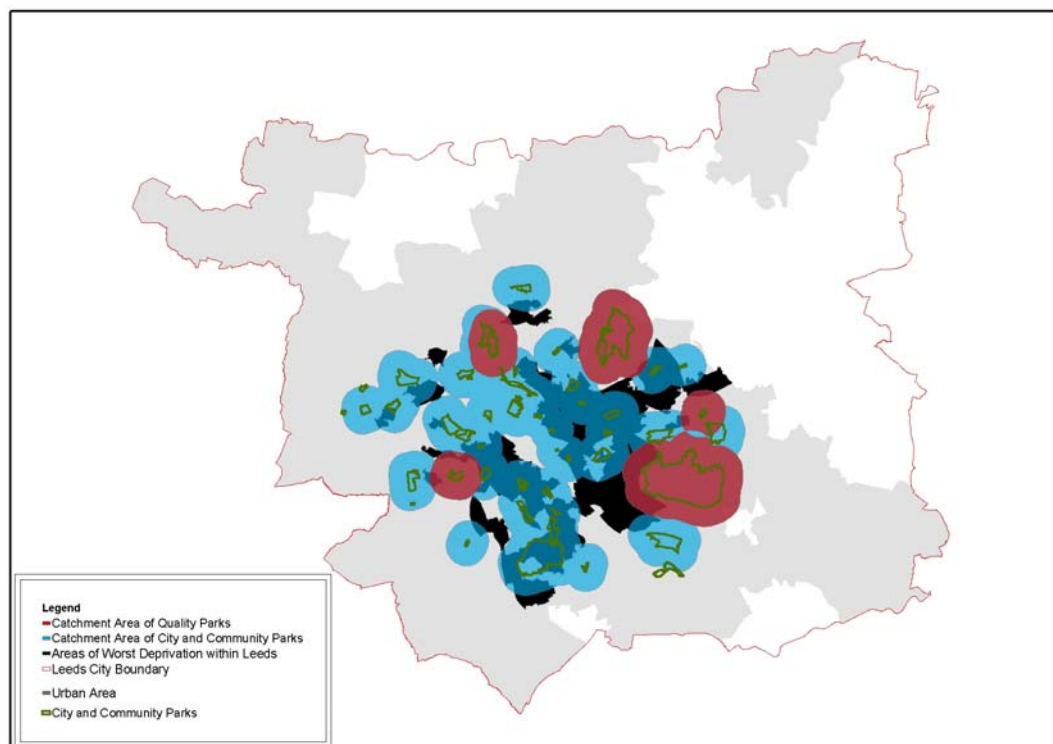 Legend
Catchment Area of Quality Parks
Catchment Area of City and Community Parks
Areas of Worst Deprivation within Leeds
Leeds City Boundary
Urban Area
City and Community Parks